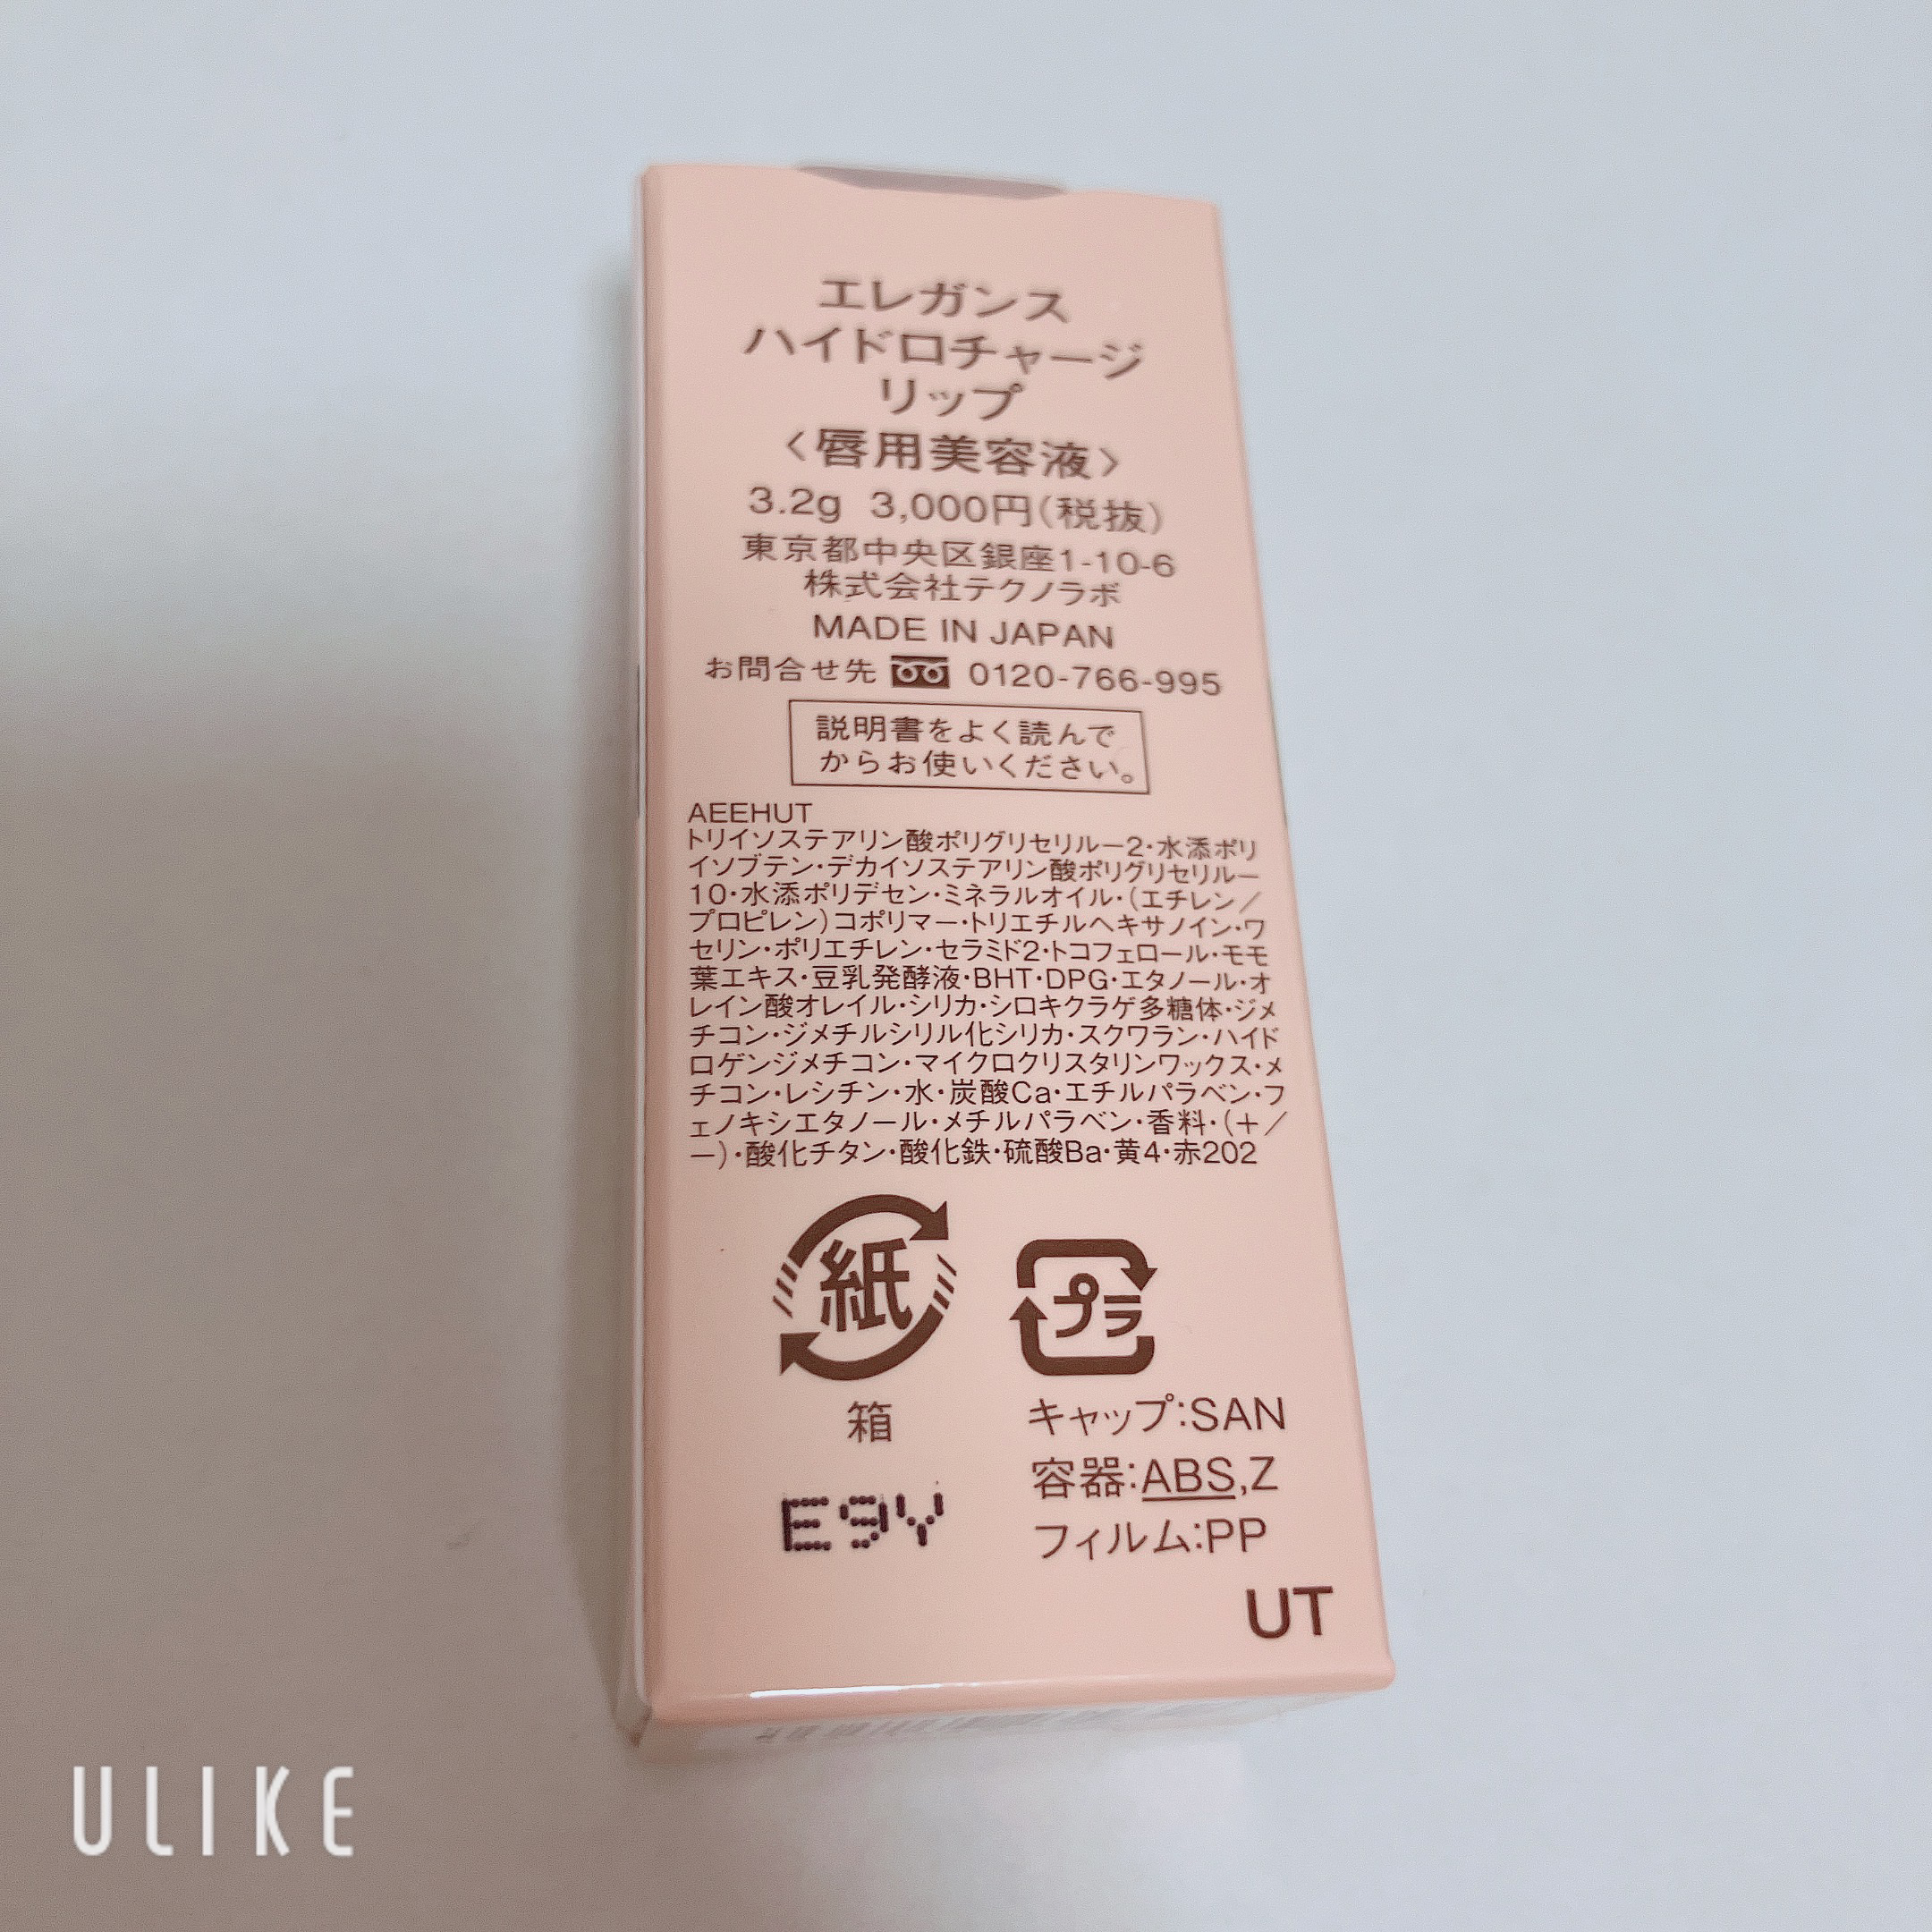 エレガンス
ハイドロチャージ
リップ
〈唇用美容液〉
3.2g 3,000円(税抜)
東京都中央区銀座1-10-6
株式会社テクノラボ
MADE IN JAPAN
お問合せ先 0120-766-995
説明書をよく読んで
からお使いください。
AEEHUT
トリイソステアリン酸ポリグリセリルー2・水添ポリ
イソブテン・デカイソステアリン酸ポリグリセリルー
10・水添ポリデセン・ミネラルオイル・(エチレン／
プロピレン)コポリマー・トリエチルヘキサノイン・ワ
セリン・ポリエチレン・セラミド2・トコフェロール・モモ
葉エキス・豆乳発酵液・BHT・DPG・エタノール・オ
レイン酸オレイル・シリカ・シロキクラゲ多糖体・ジメ
チコン・ジメチルシリル化シリカ・スクワラン・ハイド
ロゲンジメチコン・マイクロクリスタリンワックス・メ
チコン・レシチン・水・炭酸Ca・エチルパラベン・フ
ェノキシエタノール・メチルパラベン・香料・(＋／
－)・酸化チタン・酸化鉄・硫酸Ba・黄4・赤202
紙
箱
プラ
キャップ:SAN
容器:ABS,Z
フィルム:PP
E9Y
UT
ULIKE